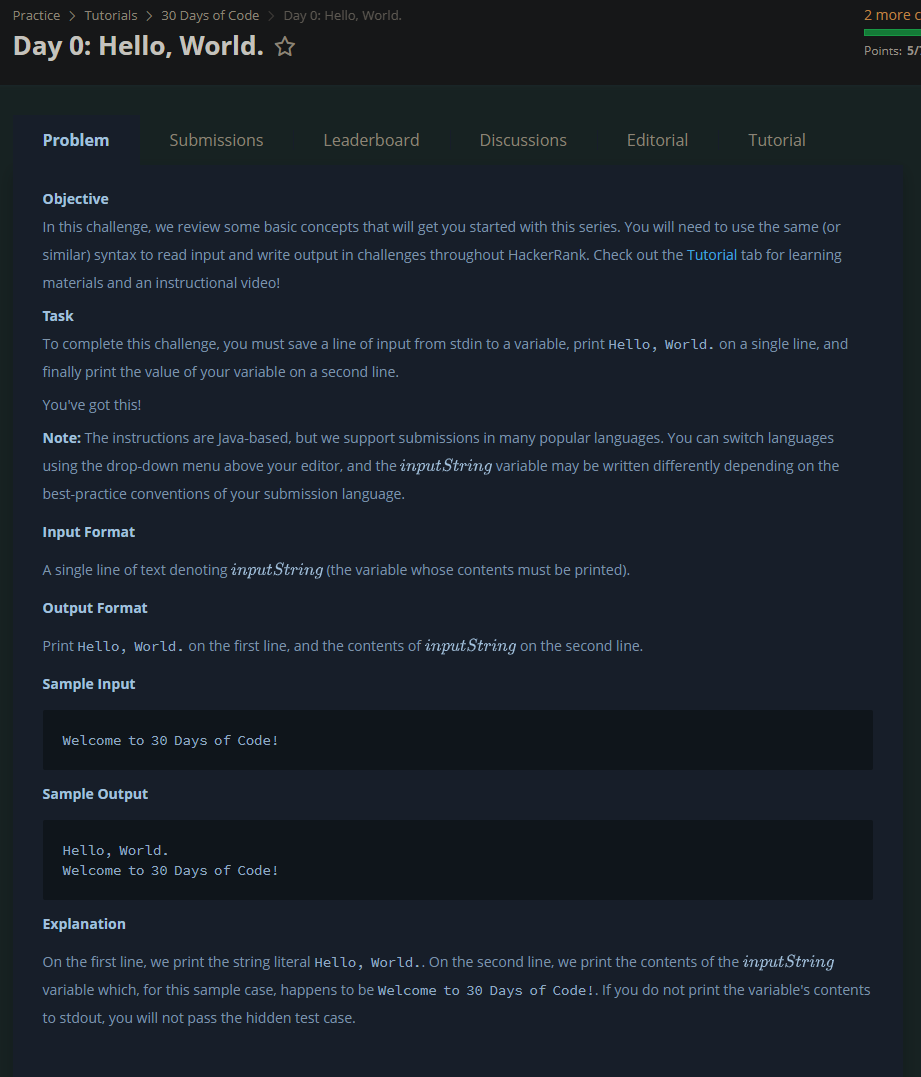 Practice > Tutorials > 30 Days of Code > Day 0: Hello, World.
2 more c
Day 0: Hello, World.
Points: 5/
Problem Submissions Leaderboard Discussions Editorial Tutorial
Objective
In this challenge, we review some basic concepts that will get you started with this series. You will need to use the same (or
similar) syntax to read input and write output in challenges throughout HackerRank. Check out the Tutorial tab for learning
materials and an instructional video!
Task
To complete this challenge, you must save a line of input from stdin to a variable, print Hello, World. on a single line, and
finally print the value of your variable on a second line.
You've got this!
Note: The instructions are Java-based, but we support submissions in many popular languages. You can switch languages
using the drop-down menu above your editor, and the inputString variable may be written differently depending on the
best-practice conventions of your submission language.
Input Format
A single line of text denoting inputString (the variable whose contents must be printed).
Output Format
Print Hello, World. on the first line, and the contents of inputString on the second line.
Sample Input
Welcome to 30 Days of Code!
Sample Output
Hello, World.
Welcome to 30 Days of Code!
Explanation
On the first line, we print the string literal Hello, World.. On the second line, we print the contents of the inputString
variable which, for this sample case, happens to be Welcome to 30 Days of Code!. If you do not print the variable's contents
to stdout, you will not pass the hidden test case.